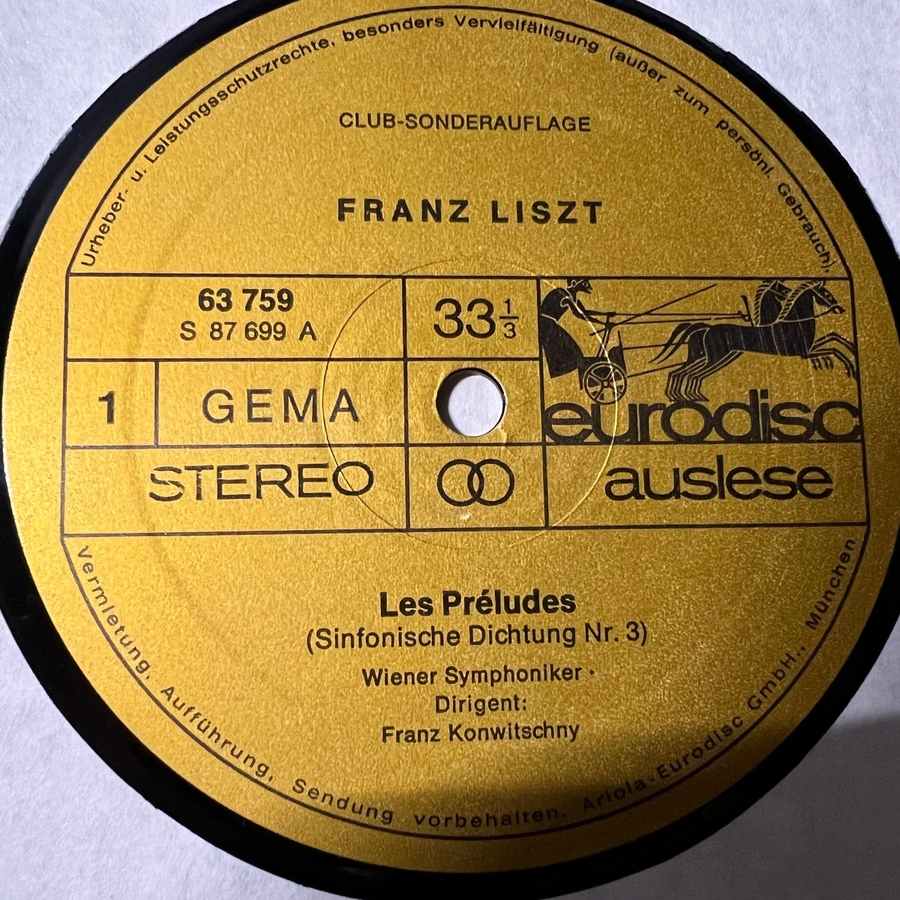 Urheber- u. Leistungsschutzrechte, besonders Vervielfältigung (außer zum persönl. Gebrauch),
CLUB-SONDERAUFLAGE
FRANZ LISZT
63 759
S 87 699 A
33 1/3
1
GEMA
eurodisc
STEREO
auslese
Les Préludes
(Sinfonische Dichtung Nr. 3)
Wiener Symphoniker ·
Dirigent:
Franz Konwitschny
Vermietung, Aufführung, Sendung vorbehalten. Ariola-Eurodisc GmbH., München